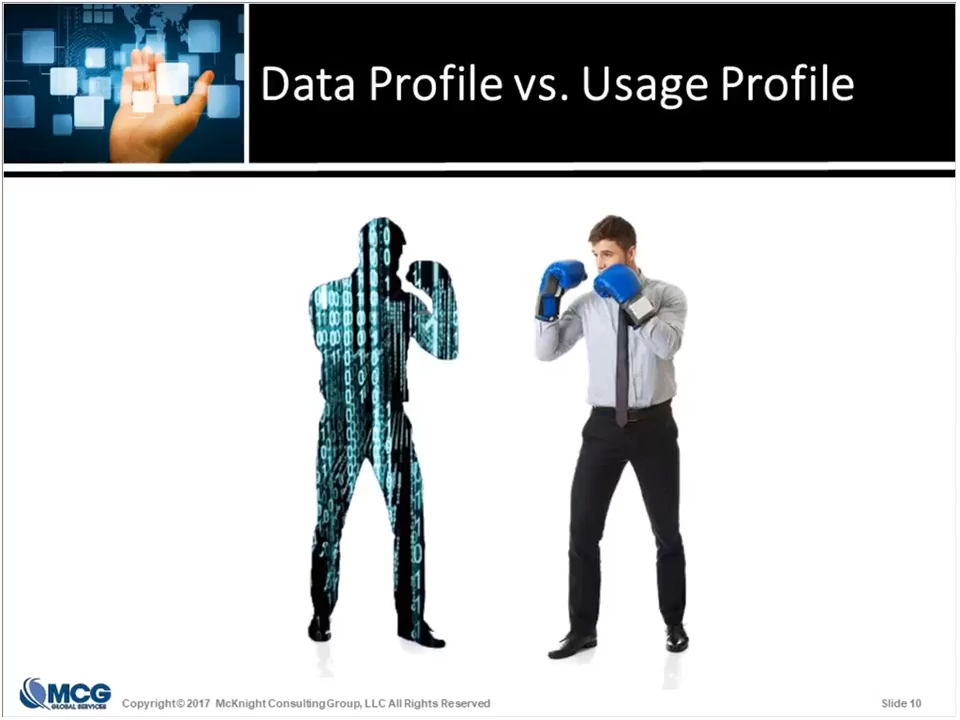 Data Profile vs. Usage Profile
MCG
GLOBAL SERVICES
Copyright© 2017 McKnight Consulting Group, LLC All Rights Reserved
Slide 10